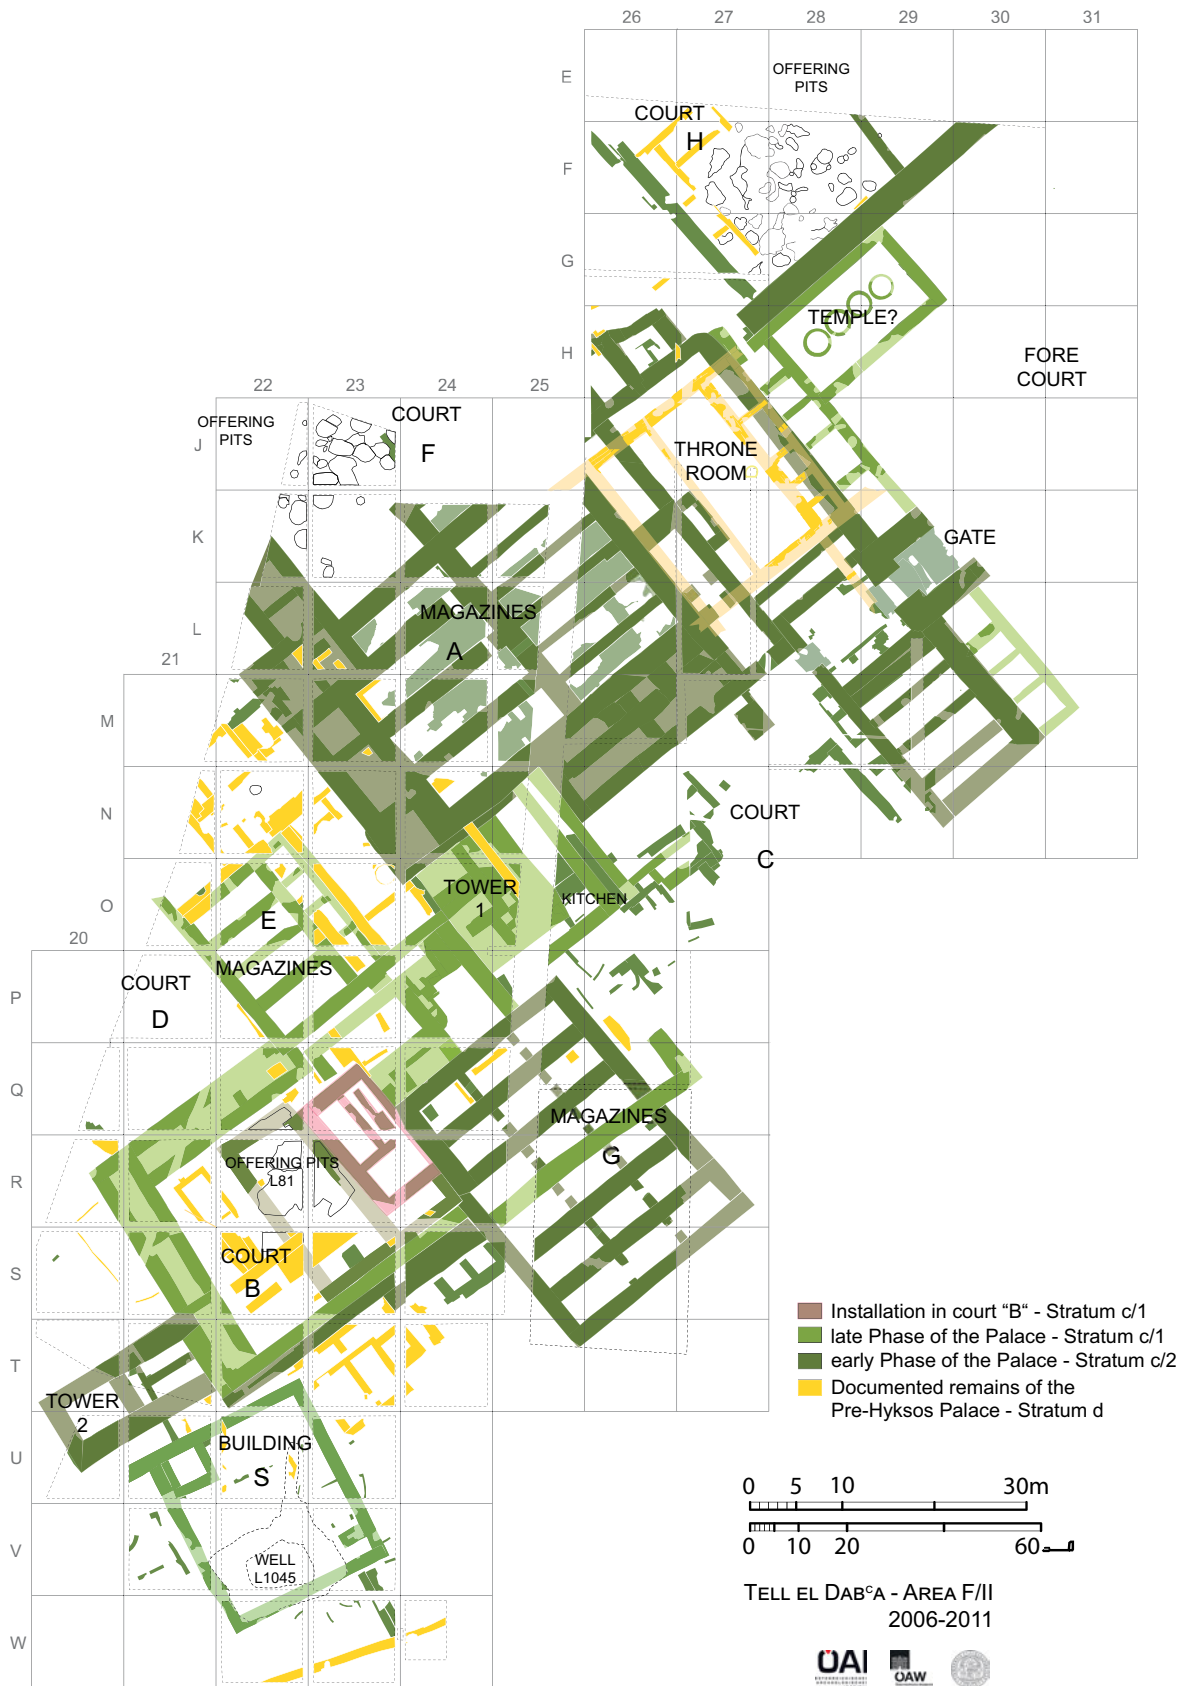 26 27 28 29 30 31
E
OFFERING
PITS
COURT
H
F
G
TEMPLE?
H
FORE
COURT
22 23 24 25
OFFERING
PITS
COURT
F
J
THRONE
ROOM
K
GATE
MAGAZINES
A
L
21
M
N
COURT
C
TOWER
1
KITCHEN
O
E
MAGAZINES
20
COURT
D
P
Q
MAGAZINES
G
OFFERING PITS
L81
R
COURT
B
S
Installation in court “B“ - Stratum c/1
late Phase of the Palace - Stratum c/1
early Phase of the Palace - Stratum c/2
Documented remains of the
Pre-Hyksos Palace - Stratum d
T
TOWER
2
BUILDING
S
U
0 5 10 30m
0 10 20 60
V
WELL
L1045
TELL EL DABᶜA - AREA F/II
2006-2011
W
ÖAI
ÖAW